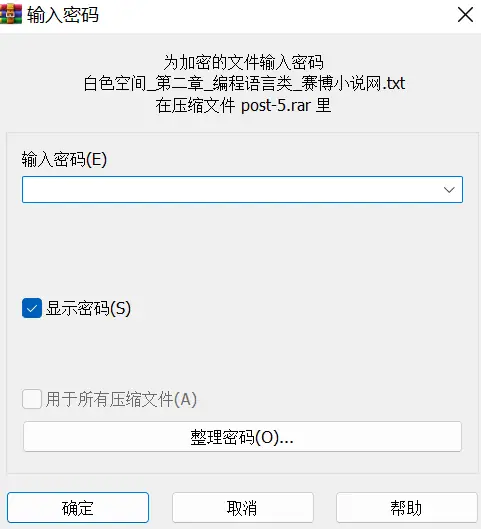 输入密码
为加密的文件输入密码
白色空间_第二章_编程语言类_赛博小说网.txt
在压缩文件 post-5.rar 里
输入密码(E)
显示密码(S)
用于所有压缩文件(A)
整理密码(O)...
确定
取消
帮助